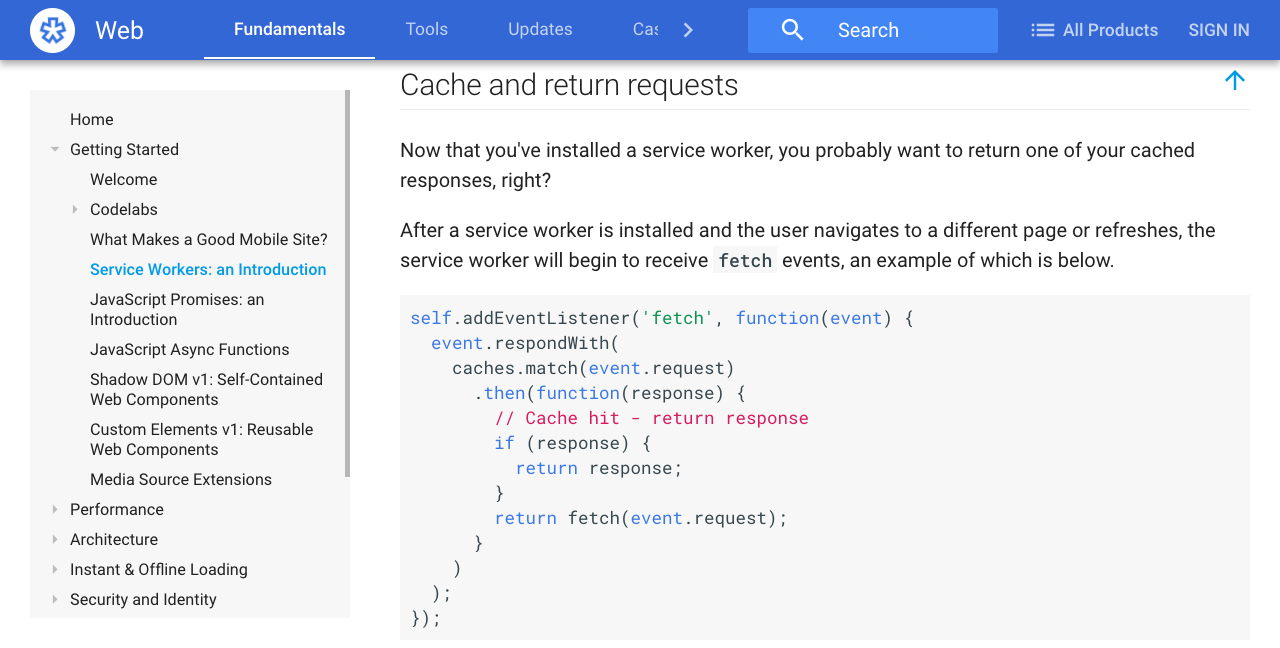 Web
Fundamentals
Tools
Updates
Cas
Search
All Products
SIGN IN
Home
Getting Started
Welcome
Codelabs
What Makes a Good Mobile Site?
Service Workers: an Introduction
JavaScript Promises: an
Introduction
JavaScript Async Functions
Shadow DOM v1: Self-Contained
Web Components
Custom Elements v1: Reusable
Web Components
Media Source Extensions
Performance
Architecture
Instant & Offline Loading
Security and Identity
Cache and return requests
Now that you've installed a service worker, you probably want to return one of your cached
responses, right?
After a service worker is installed and the user navigates to a different page or refreshes, the
service worker will begin to receive fetch events, an example of which is below.
self.addEventListener('fetch', function(event) {
  event.respondWith(
    caches.match(event.request)
      .then(function(response) {
        // Cache hit - return response
        if (response) {
          return response;
        }
        return fetch(event.request);
      }
    )
  );
});